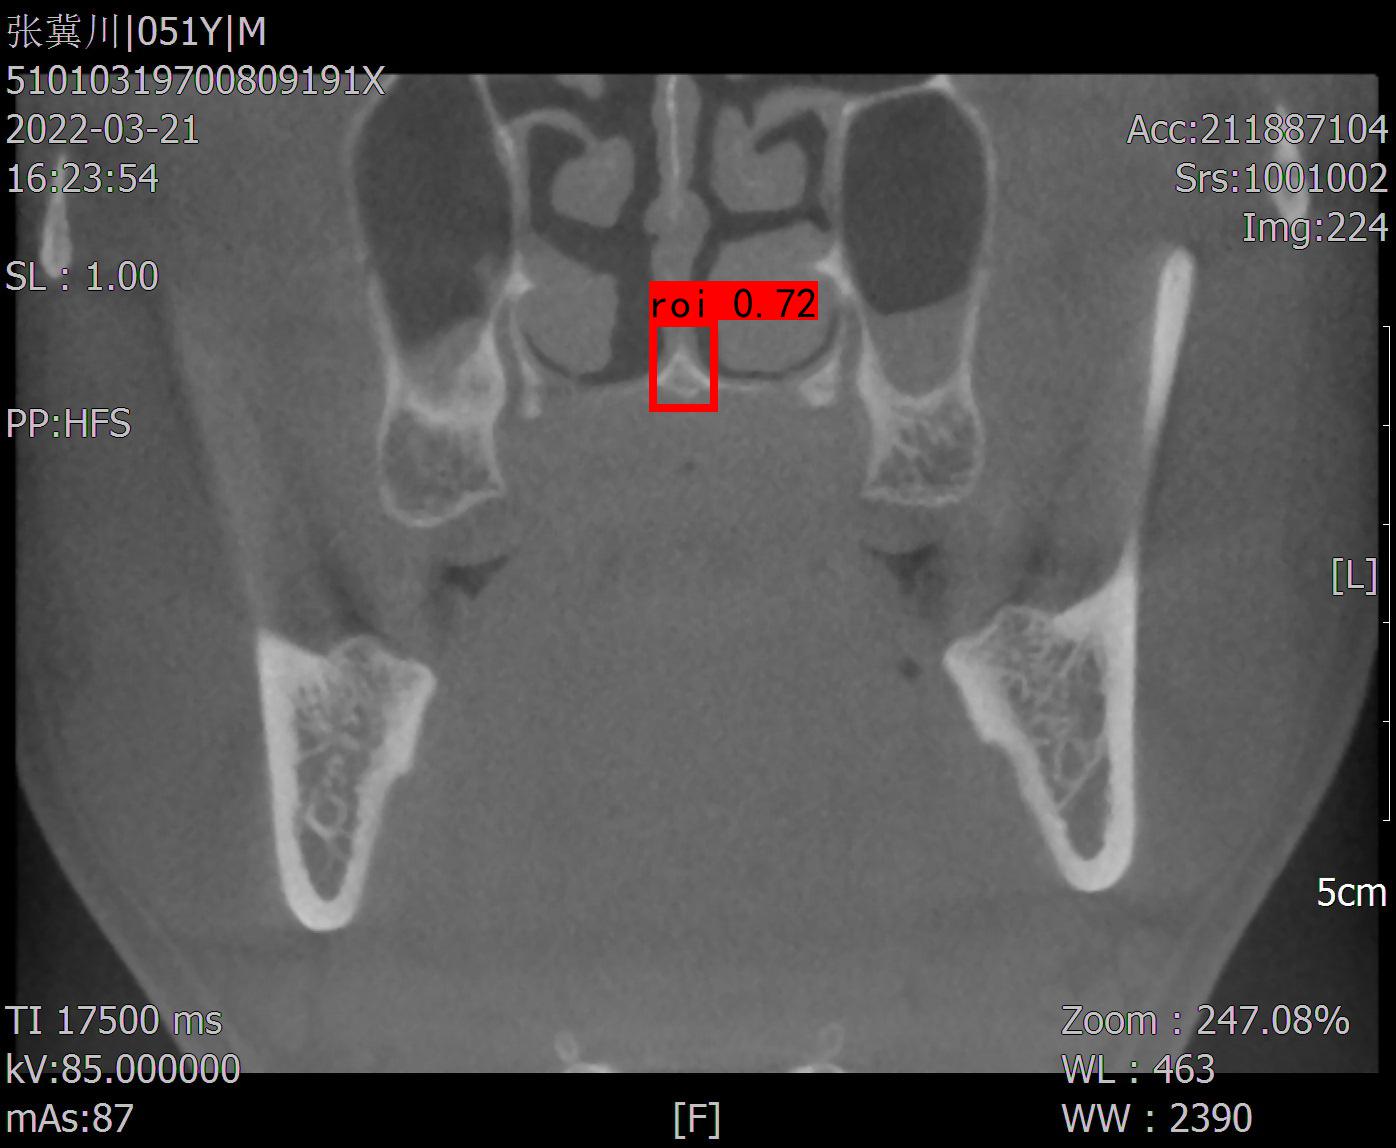 张冀川|051Y|M
51010319700809191X
2022-03-21
16:23:54
SL : 1.00
PP:HFS
Acc:211887104
Srs:1001002
Img:224
roi 0.72
[L]
5cm
TI 17500 ms
kV:85.000000
mAs:87
[F]
Zoom : 247.08%
WL : 463
WW : 2390